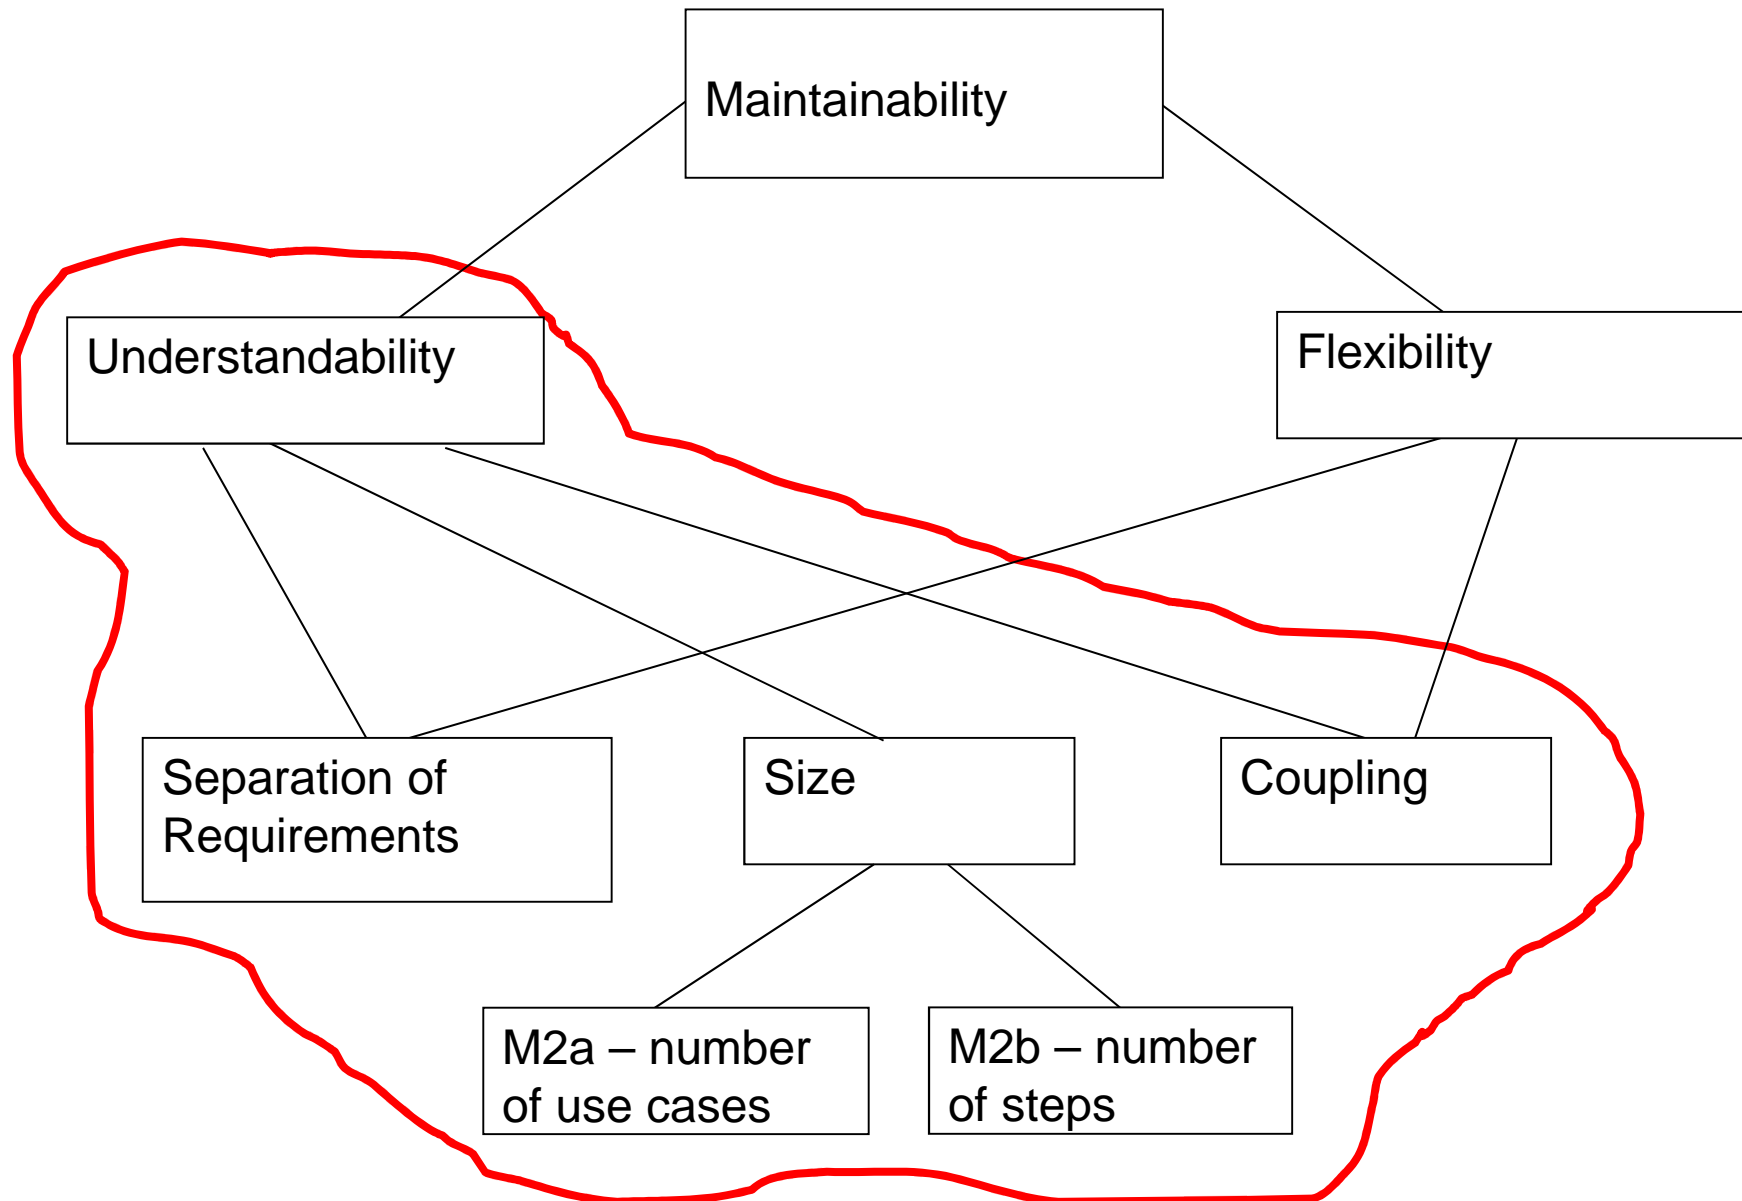 Maintainability
Understandability
Flexibility
Separation of
Requirements
Size
Coupling
M2a – number
of use cases
M2b – number
of steps